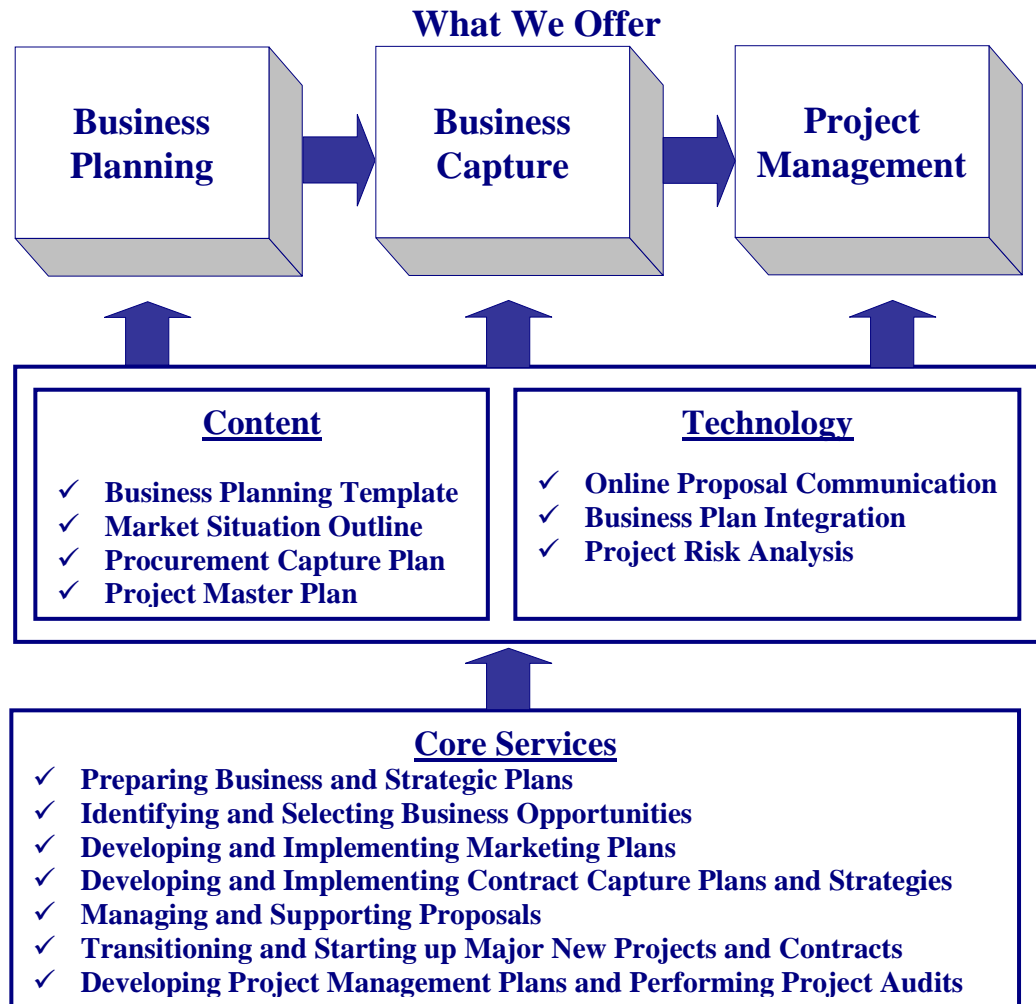 What We Offer
Business
Planning
Business
Capture
Project
Management
Content
✓ Business Planning Template
✓ Market Situation Outline
✓ Procurement Capture Plan
✓ Project Master Plan
Technology
✓ Online Proposal Communication
✓ Business Plan Integration
✓ Project Risk Analysis
Core Services
✓ Preparing Business and Strategic Plans
✓ Identifying and Selecting Business Opportunities
✓ Developing and Implementing Marketing Plans
✓ Developing and Implementing Contract Capture Plans and Strategies
✓ Managing and Supporting Proposals
✓ Transitioning and Starting up Major New Projects and Contracts
✓ Developing Project Management Plans and Performing Project Audits